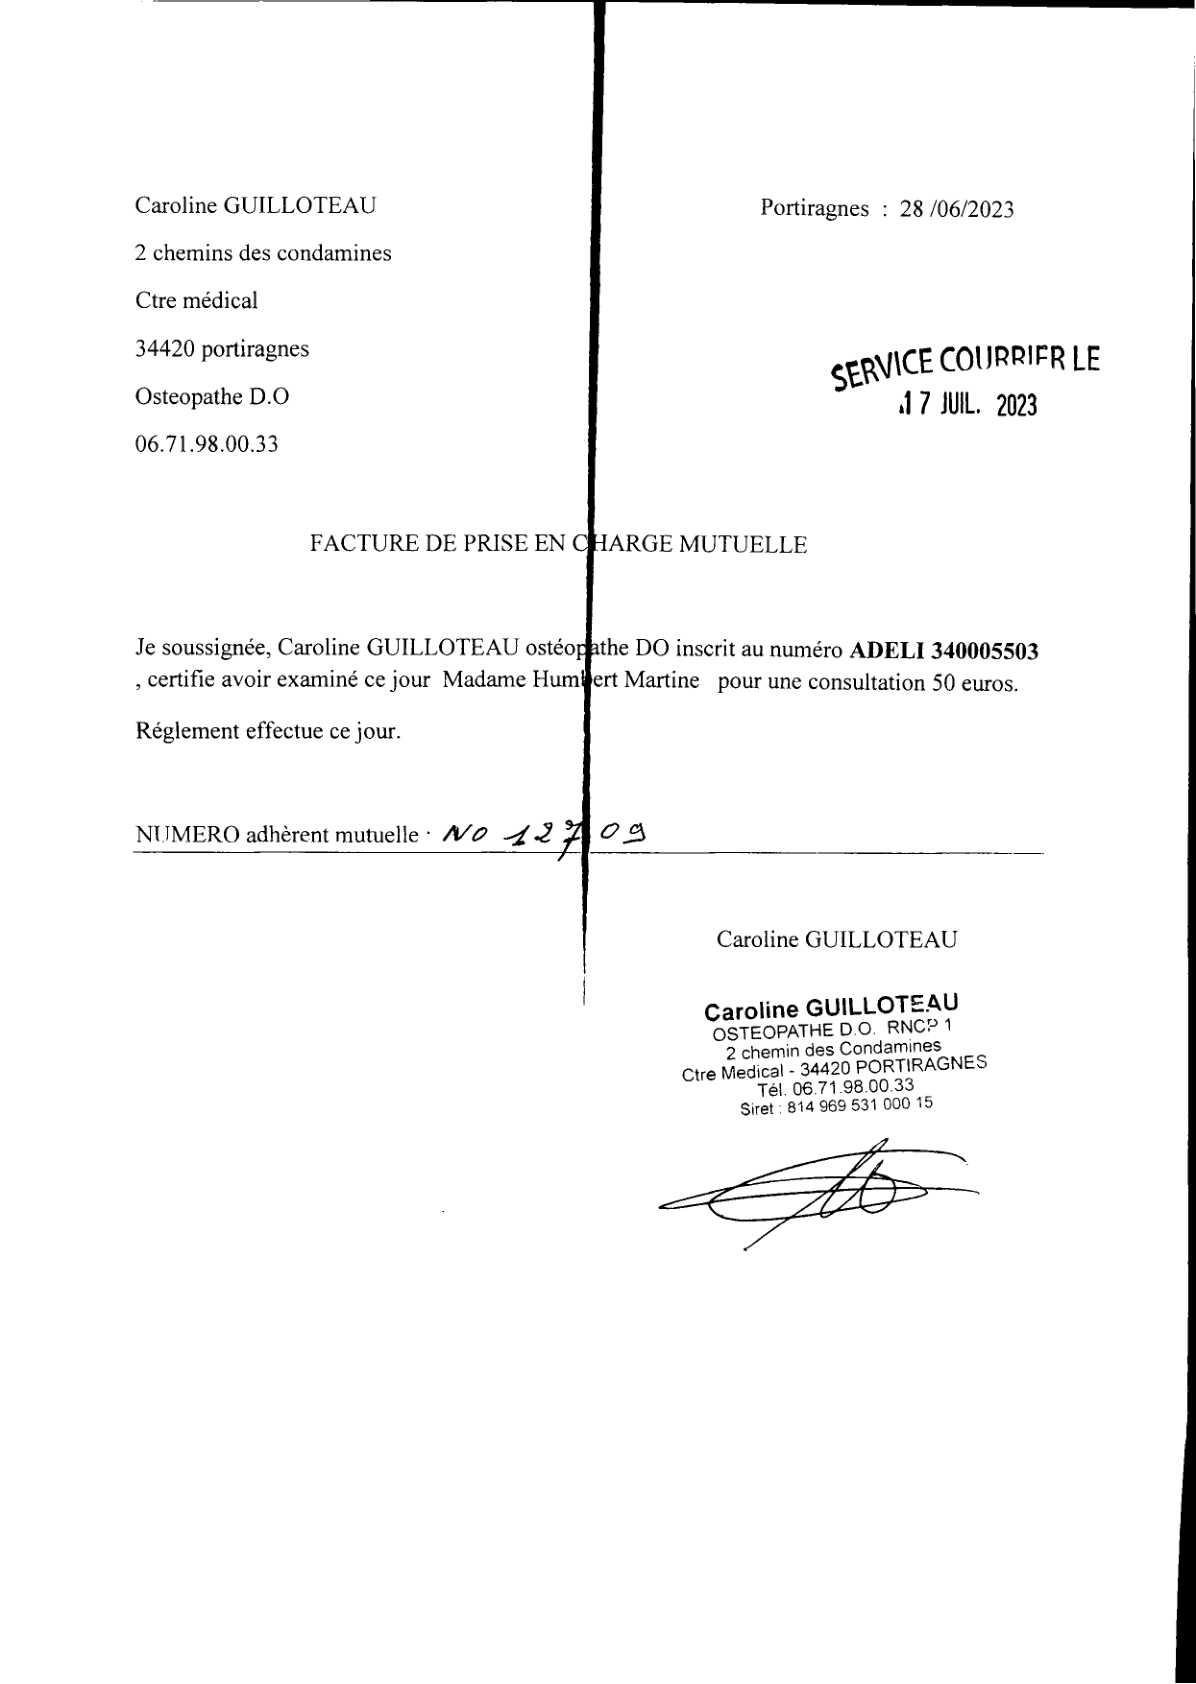 Caroline GUILLOTEAU
Portiragnes : 28 /06/2023
2 chemins des condamines
Ctre médical
34420 portiragnes
Osteopathe D.O
06.71.98.00.33
SERVICE COURRIER LE
17 JUIL. 2023
FACTURE DE PRISE EN CHARGE MUTUELLE
Je soussignée, Caroline GUILLOTEAU ostéopathe DO inscrit au numéro ADELI 340005503
, certifie avoir examiné ce jour Madame Humbert Martine pour une consultation 50 euros.
Réglement effectue ce jour.
NUMERO adhèrent mutuelle : NO 12709
Caroline GUILLOTEAU
Caroline GUILLOTEAU
OSTEOPATHE D.O. RNCP 1
2 chemin des Condamines
Ctre Medical - 34420 PORTIRAGNES
Tél. 06.71.98.00.33
Siret : 814 969 531 000 15